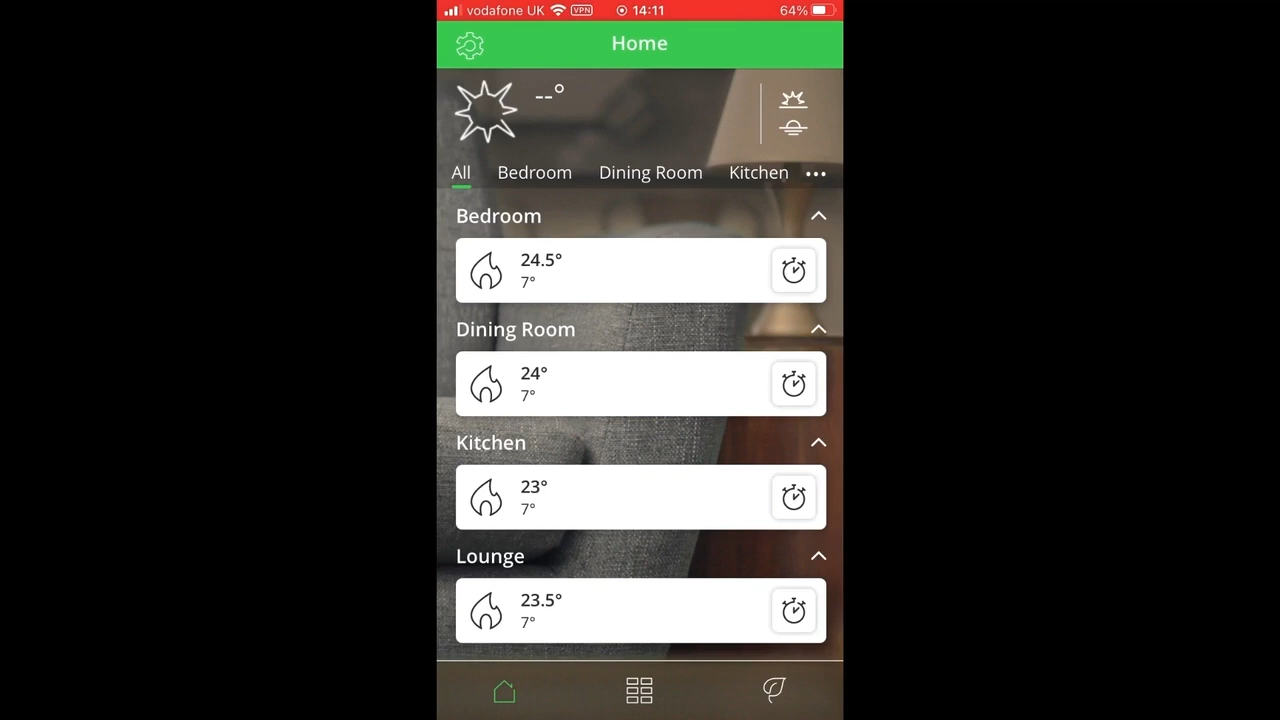 vodafone UK VPN 14:11 64%
Home
--°
All Bedroom Dining Room Kitchen •••
Bedroom
24.5°
7°
Dining Room
24°
7°
Kitchen
23°
7°
Lounge
23.5°
7°